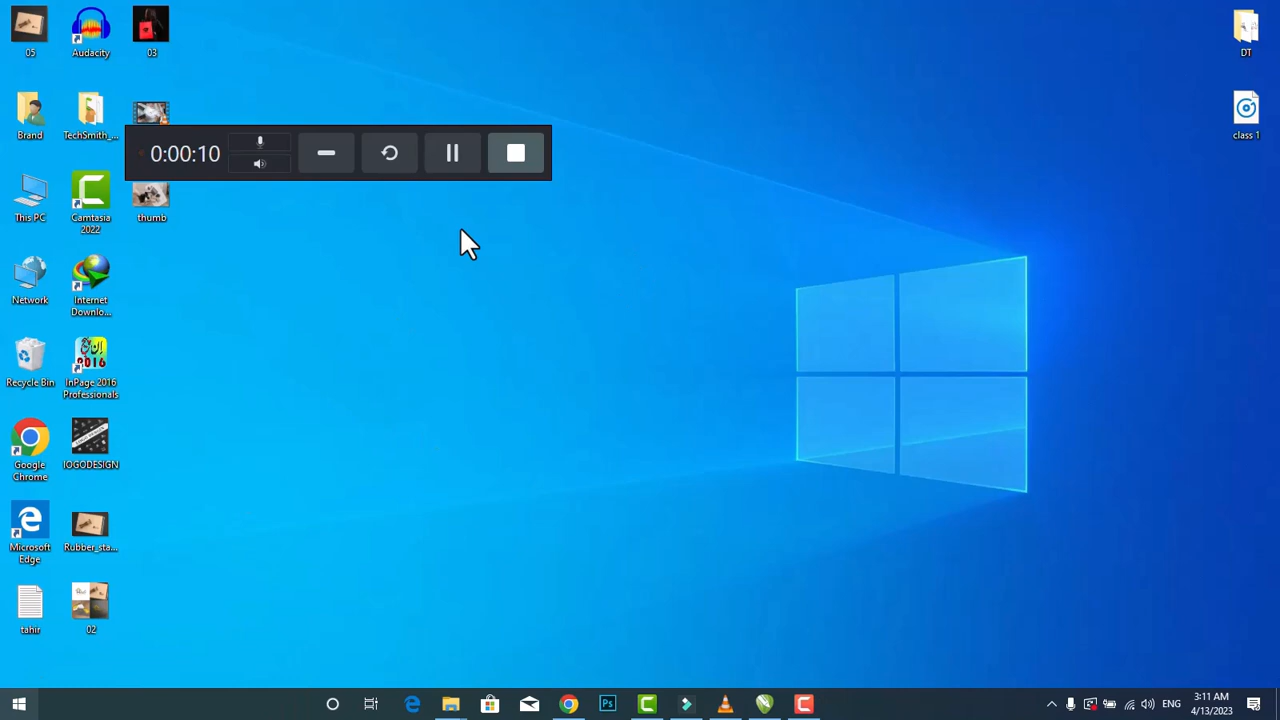 05
Audacity
03
DT
Brand
TechSmith_...
class 1
0:00:10
This PC
Camtasia
2022
thumb
Network
Internet
Downlo...
Recycle Bin
InPage 2016
Professionals
Google
Chrome
lOGODESIGN
Microsoft
Edge
Rubber_sta...
tahir
02
Ps
ENG
3:11 AM
4/13/2023